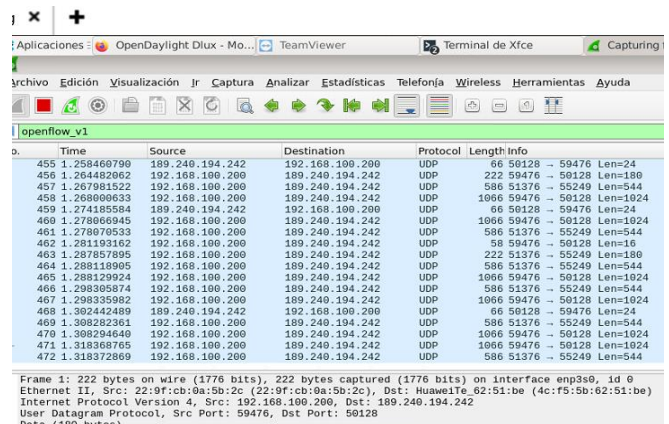 Aplicaciones
OpenDaylight Dlux - Mo...
TeamViewer
Terminal de Xfce
Capturing
Archivo Edición Visualización Ir Captura Analizar Estadísticas Telefonía Wireless Herramientas Ayuda
openflow_v1
Time Source Destination Protocol Length Info
455 1.258460790 189.240.194.242 192.168.100.200 UDP 66 50128 → 59476 Len=24
456 1.264482062 192.168.100.200 189.240.194.242 UDP 222 59476 → 50128 Len=180
457 1.267981522 192.168.100.200 189.240.194.242 UDP 586 51376 → 55249 Len=544
458 1.268000633 192.168.100.200 189.240.194.242 UDP 1066 59476 → 50128 Len=1024
459 1.274185584 189.240.194.242 192.168.100.200 UDP 66 50128 → 59476 Len=24
460 1.278066945 192.168.100.200 189.240.194.242 UDP 1066 59476 → 50128 Len=1024
461 1.278070533 192.168.100.200 189.240.194.242 UDP 586 51376 → 55249 Len=544
462 1.281193162 192.168.100.200 189.240.194.242 UDP 58 59476 → 50128 Len=16
463 1.287857895 192.168.100.200 189.240.194.242 UDP 222 51376 → 55249 Len=180
464 1.288118905 192.168.100.200 189.240.194.242 UDP 586 51376 → 55249 Len=544
465 1.288129924 192.168.100.200 189.240.194.242 UDP 1066 59476 → 50128 Len=1024
466 1.298305874 192.168.100.200 189.240.194.242 UDP 586 51376 → 55249 Len=544
467 1.298335982 192.168.100.200 189.240.194.242 UDP 1066 59476 → 50128 Len=1024
468 1.302442489 189.240.194.242 192.168.100.200 UDP 66 50128 → 59476 Len=24
469 1.308282361 192.168.100.200 189.240.194.242 UDP 586 51376 → 55249 Len=544
470 1.308294640 192.168.100.200 189.240.194.242 UDP 1066 59476 → 50128 Len=1024
471 1.318368765 192.168.100.200 189.240.194.242 UDP 1066 59476 → 50128 Len=1024
472 1.318372869 192.168.100.200 189.240.194.242 UDP 586 51376 → 55249 Len=544
Frame 1: 222 bytes on wire (1776 bits), 222 bytes captured (1776 bits) on interface enp3s0, id 0
Ethernet II, Src: 22:9f:cb:0a:5b:2c (22:9f:cb:0a:5b:2c), Dst: HuaweiTe_62:51:be (4c:f5:5b:62:51:be)
Internet Protocol Version 4, Src: 192.168.100.200, Dst: 189.240.194.242
User Datagram Protocol, Src Port: 59476, Dst Port: 50128
Data (180 bytes)